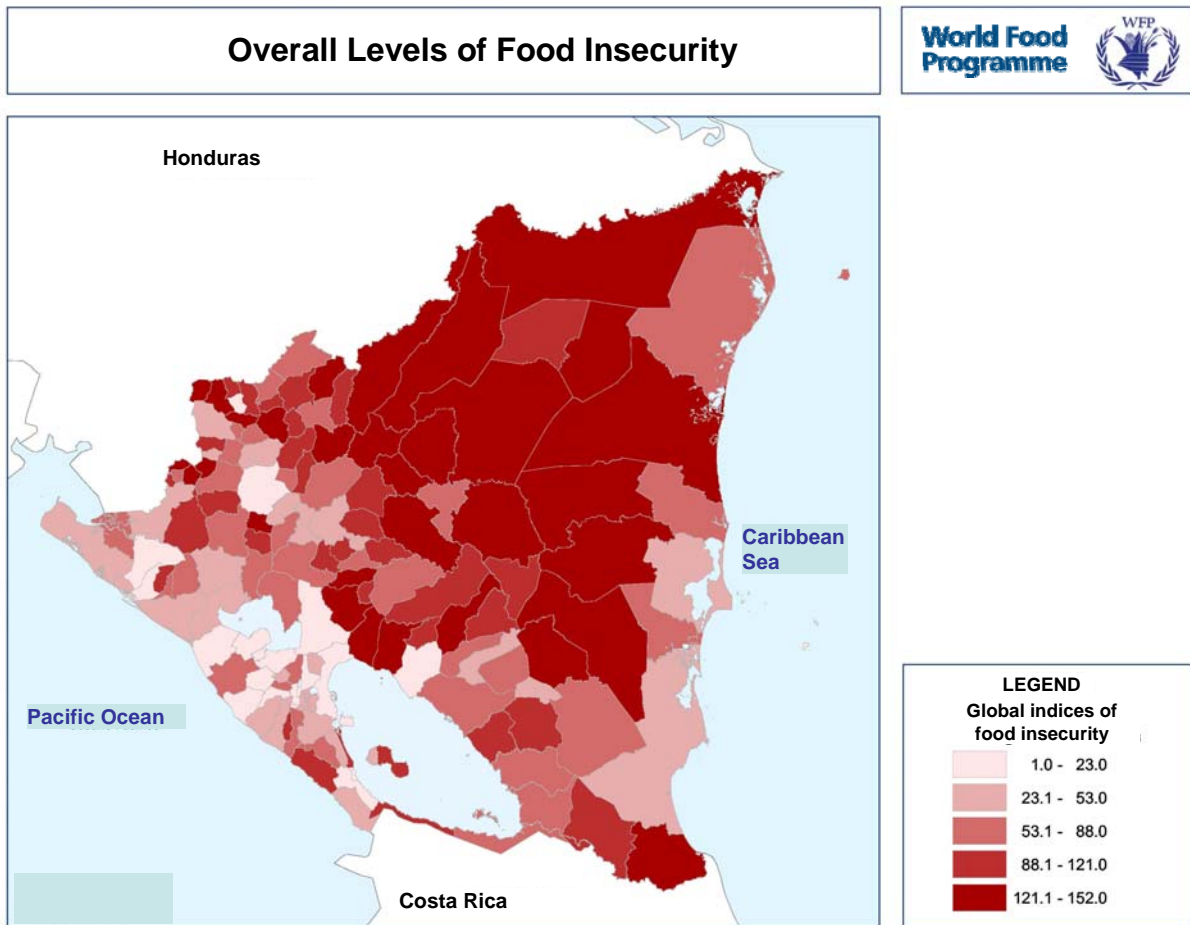 Overall Levels of Food Insecurity
World Food
Programme
WFP
Honduras
Caribbean
Sea
Pacific Ocean
Costa Rica
LEGEND
Global indices of
food insecurity
1.0 - 23.0
23.1 - 53.0
53.1 - 88.0
88.1 - 121.0
121.1 - 152.0